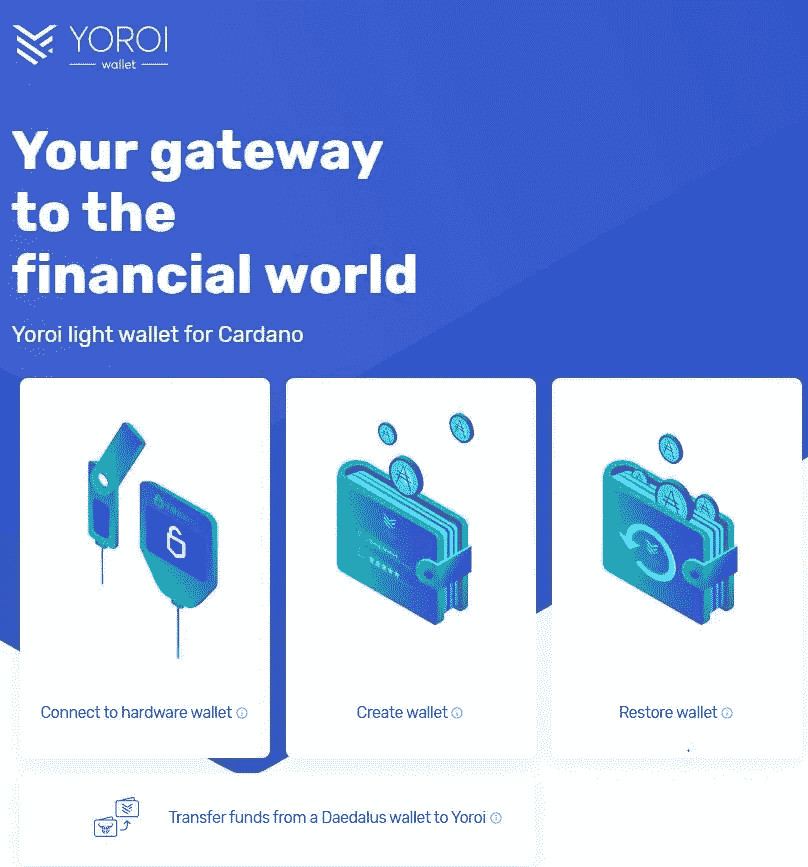 YOROI
wallet
Your gateway
to the
financial world
Yoroi light wallet for Cardano
Connect to hardware wallet
Create wallet
Restore wallet
Transfer funds from a Daedalus wallet to Yoroi